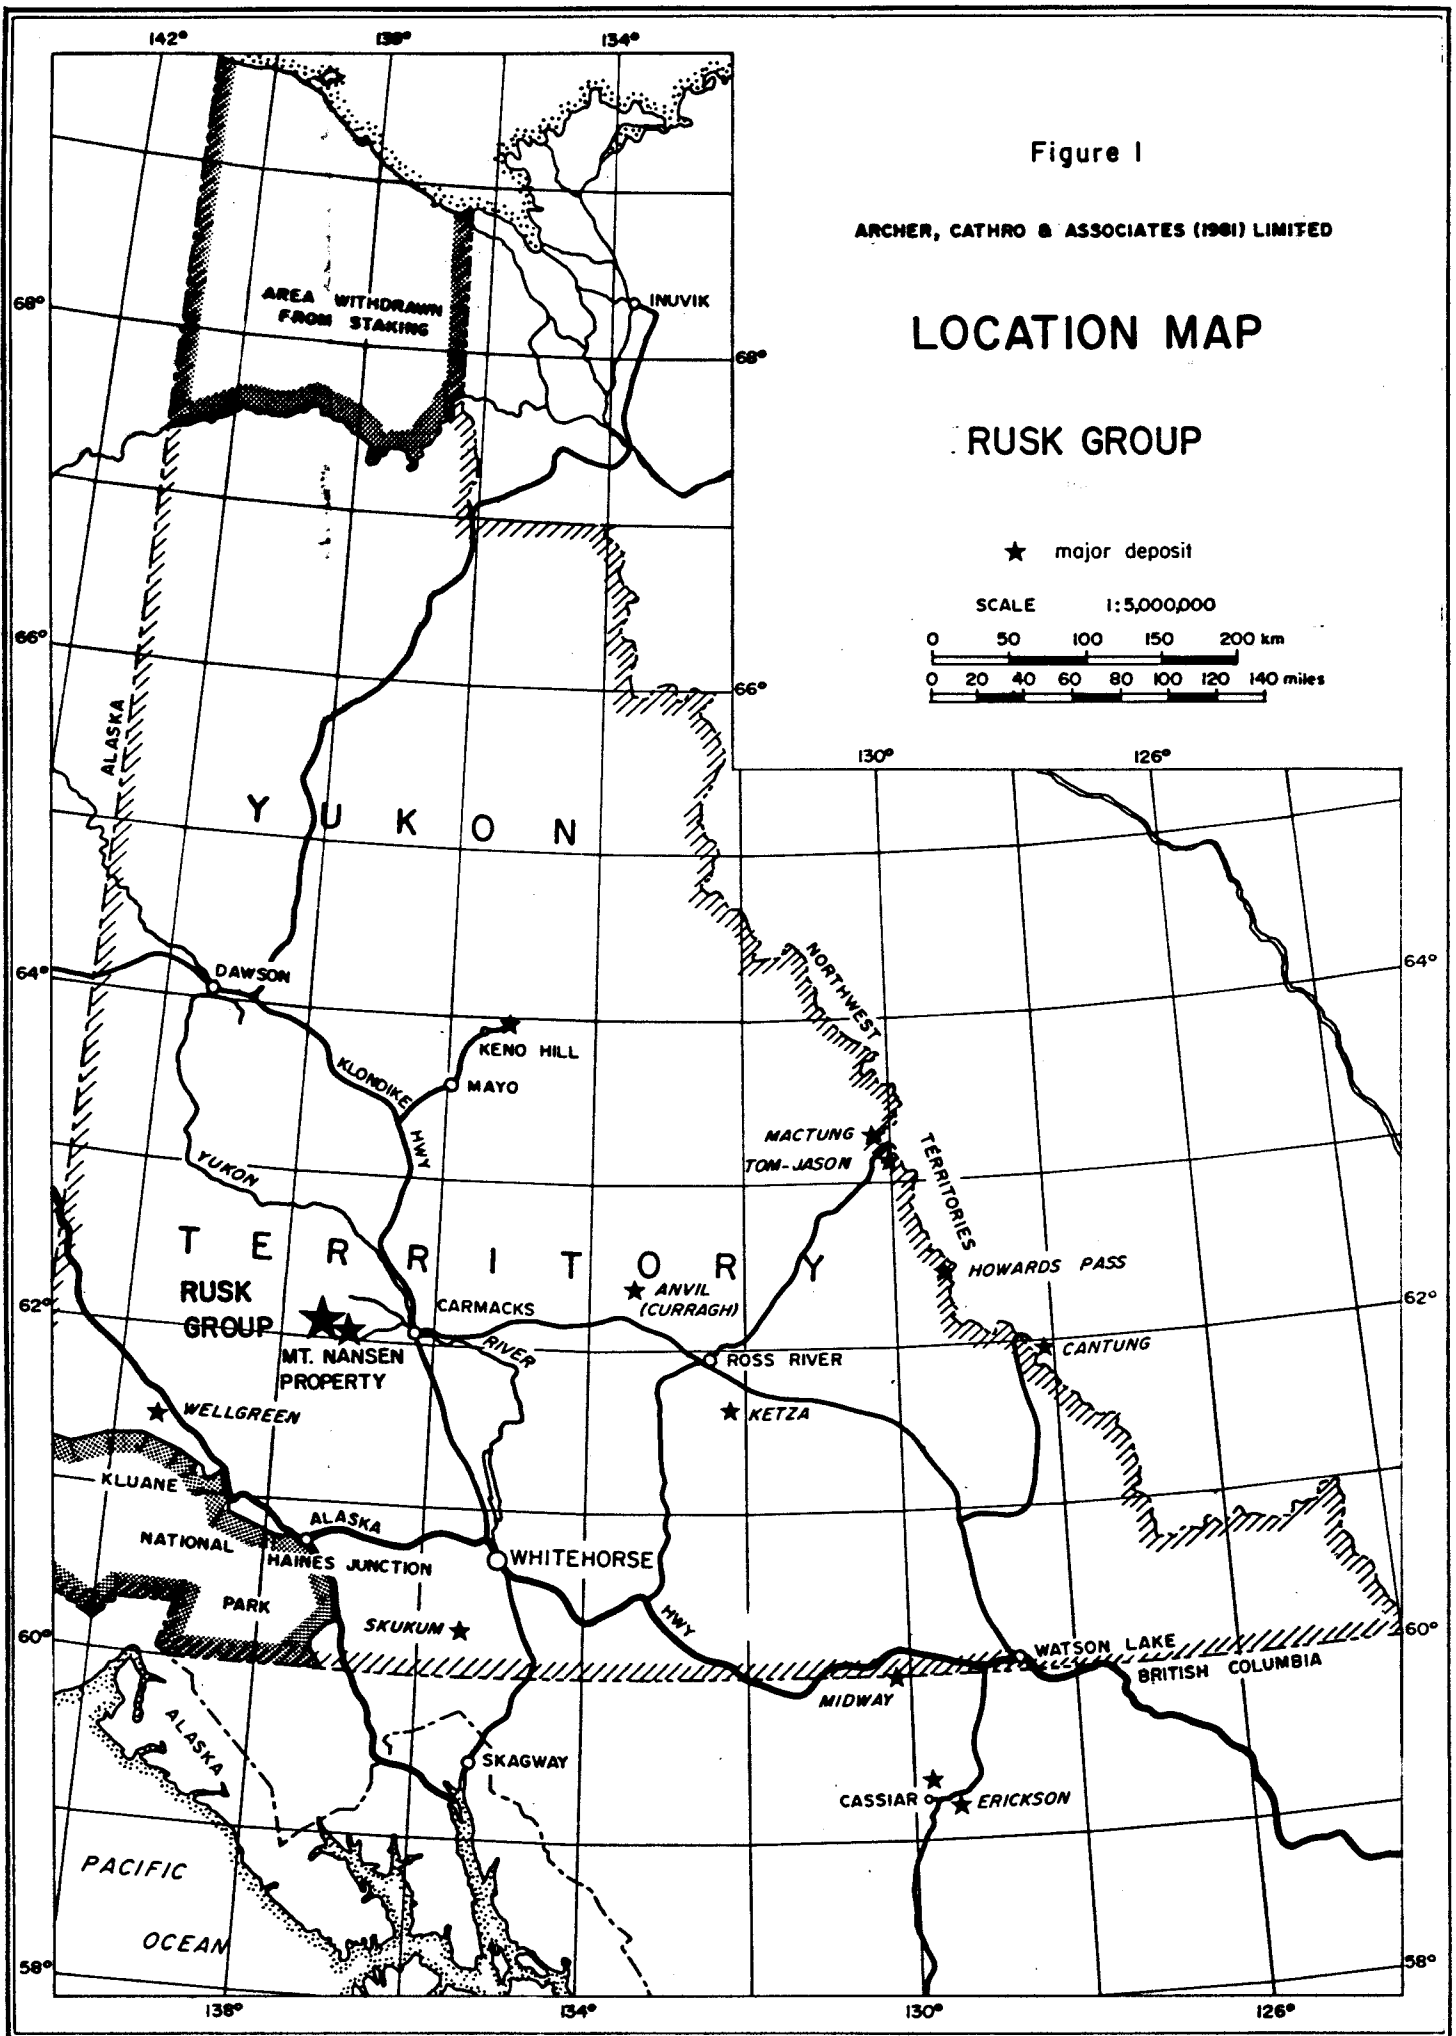 142° 138° 134°
Figure 1
ARCHER, CATHRO & ASSOCIATES (1981) LIMITED
LOCATION MAP
RUSK GROUP
★ major deposit
SCALE 1:5,000,000
0 50 100 150 200 km
0 20 40 60 80 100 120 140 miles
130° 126°
AREA WITHDRAWN
FROM STAKING
INUVIK
68°
68°
66°
66°
ALASKA
YUKON
64°
64°
DAWSON
NORTHWEST
KENO HILL
KLONDIKE
MAYO
HWY
MACTUNG
TOM-JASON
TERRITORIES
YUKON
TERRITORY
HOWARDS PASS
RUSK
GROUP
ANVIL
(CURRAGH)
62°
62°
CARMACKS
RIVER
CANTUNG
MT. NANSEN
PROPERTY
ROSS RIVER
WELLGREEN
KETZA
KLUANE
ALASKA
NATIONAL
HAINES JUNCTION
WHITEHORSE
PARK
SKUKUM
HWY
60°
60°
WATSON LAKE
BRITISH COLUMBIA
MIDWAY
ALASKA
SKAGWAY
CASSIAR
ERICKSON
PACIFIC
OCEAN
58°
58°
138° 134° 130° 126°